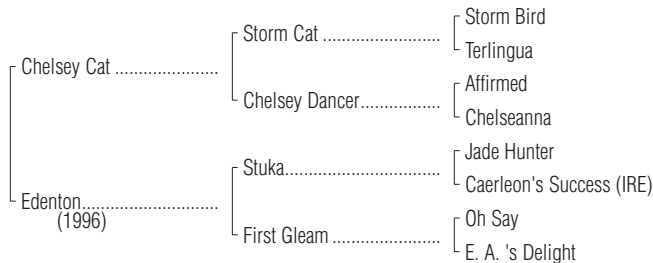 Storm Bird
Storm Cat ........................
Terlingua
Chelsey Cat .....................
Affirmed
Chelsey Dancer................
Chelseanna
Jade Hunter
Stuka................................
Caerleon's Success (IRE)
Edenton............................
(1996)
Oh Say
First Gleam ......................
E. A. 's Delight